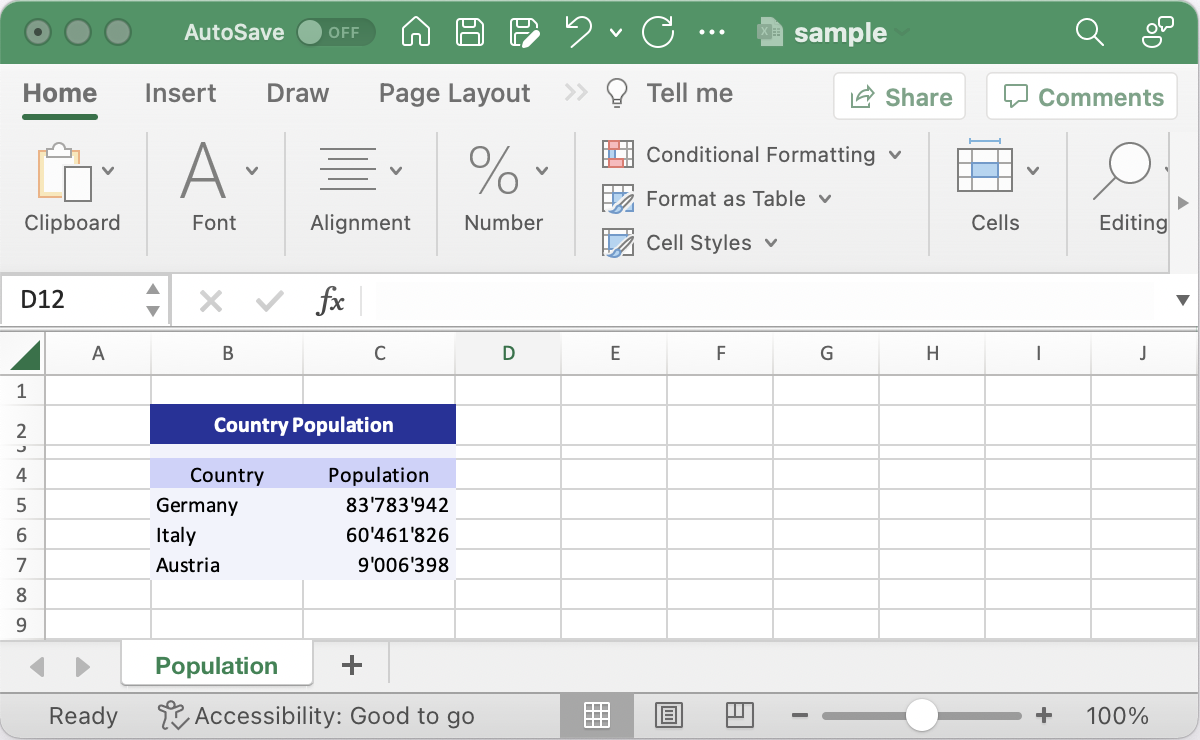 AutoSave OFF sample
Home Insert Draw Page Layout Tell me Share Comments
Conditional Formatting
Format as Table
Cell Styles
Clipboard Font Alignment % Number Cells Editing
D12 fx
A B C D E F G H I J
1
2 Country Population
3
4 Country Population
5 Germany 83'783'942
6 Italy 60'461'826
7 Austria 9'006'398
8
9
Population +
Ready Accessibility: Good to go 100%